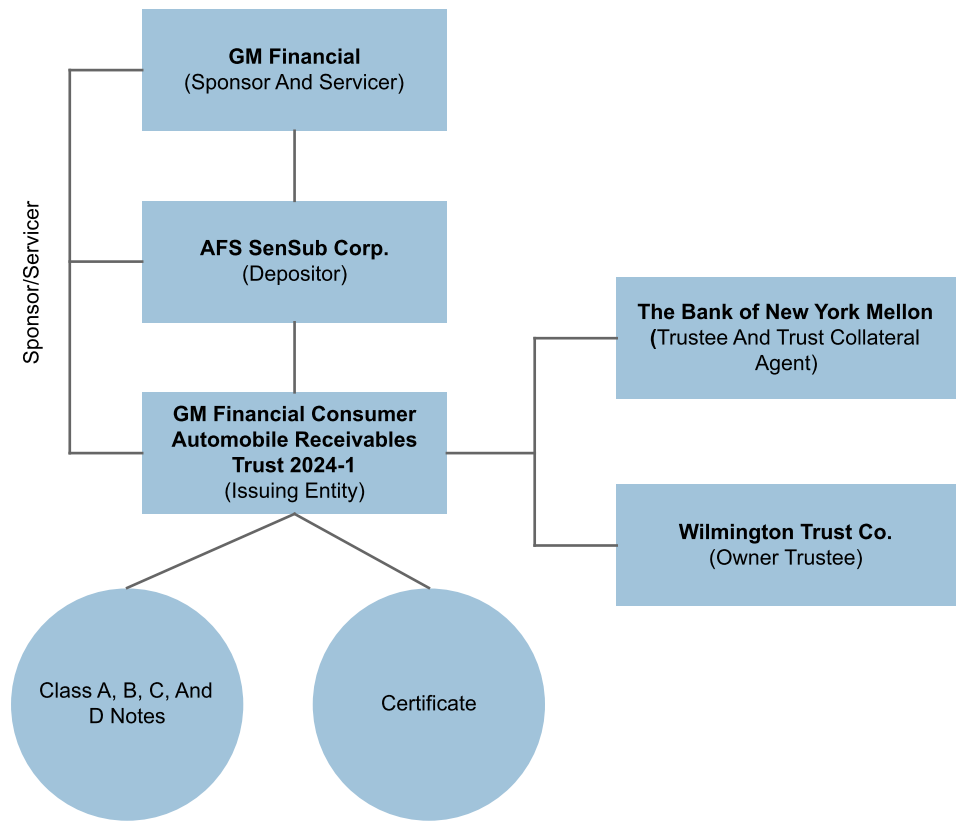 GM Financial
(Sponsor And Servicer)
Sponsor/Servicer
AFS SenSub Corp.
(Depositor)
The Bank of New York Mellon
(Trustee And Trust Collateral
Agent)
GM Financial Consumer
Automobile Receivables
Trust 2024-1
(Issuing Entity)
Wilmington Trust Co.
(Owner Trustee)
Class A, B, C, And
D Notes
Certificate